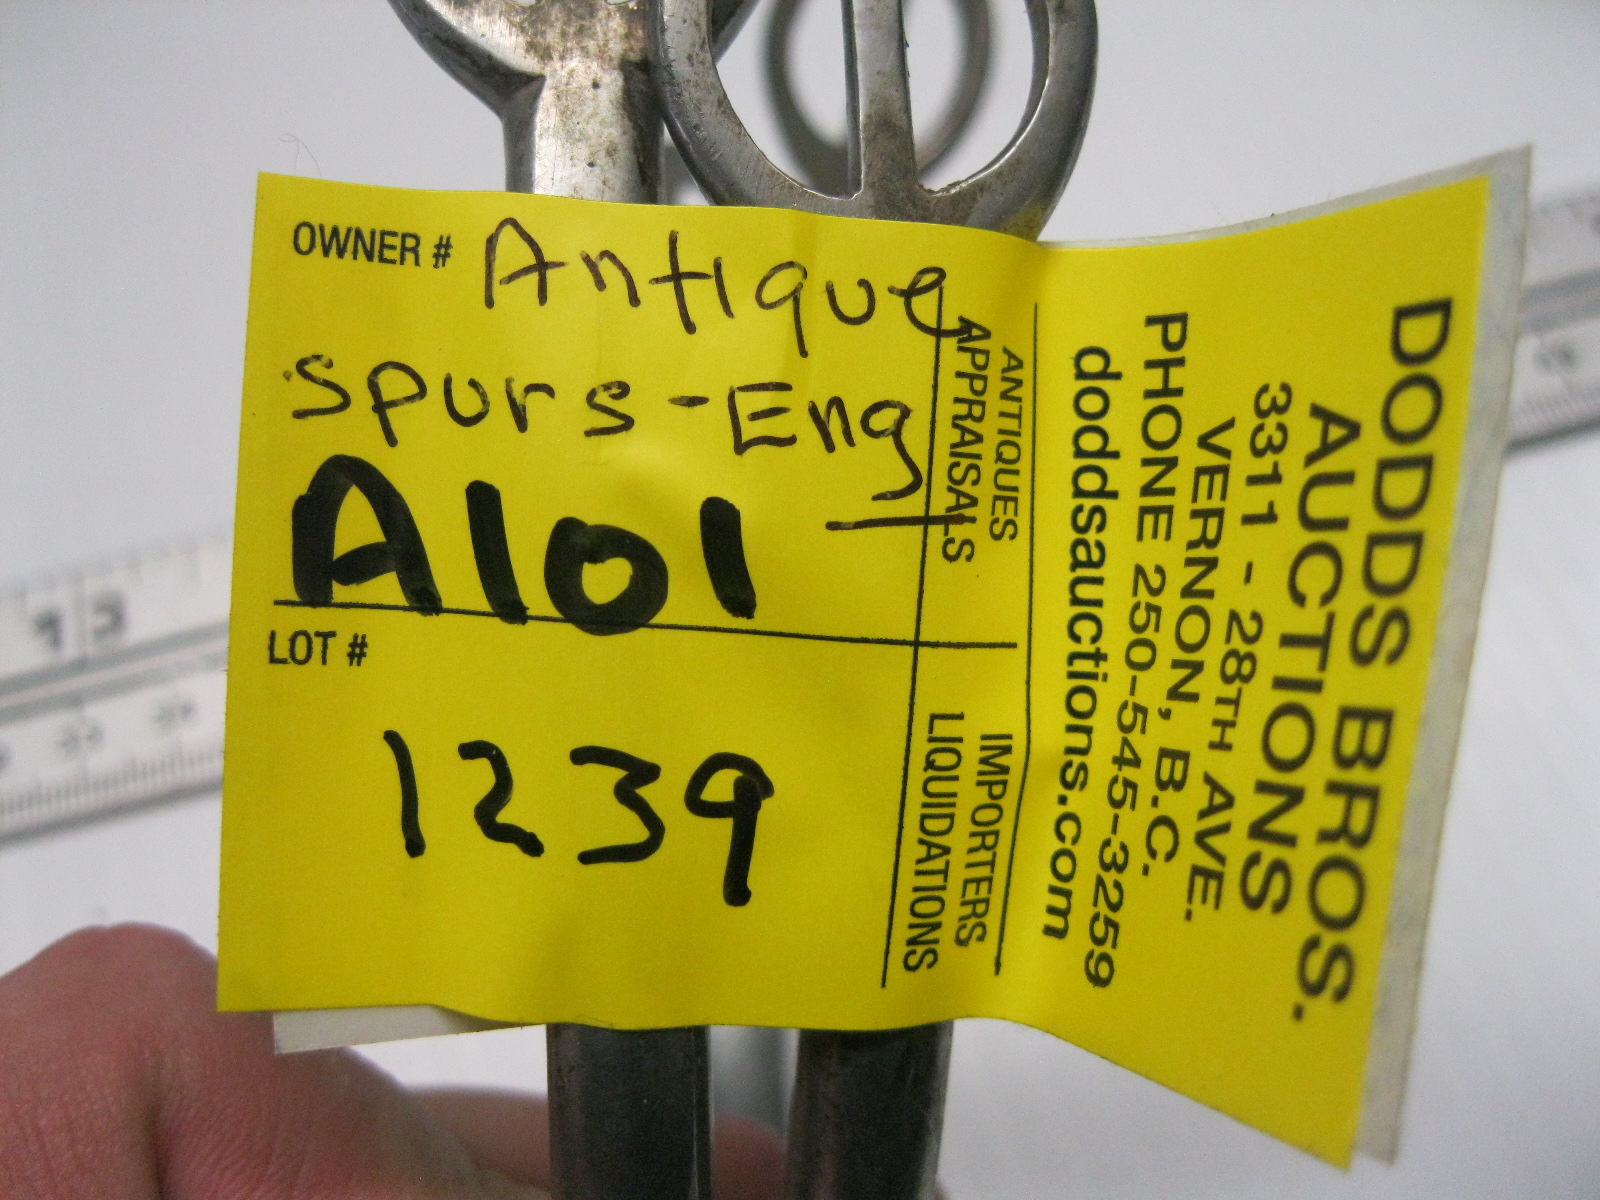 OWNER # Antique
spurs - Eng
A101
LOT #
1239
ANTIQUES
APPRAISALS
IMPORTERS
LIQUIDATIONS
DODDS BROS.
AUCTIONS
3311 - 28TH AVE.
VERNON, B.C.
PHONE 250-545-3259
doddsauctions.com